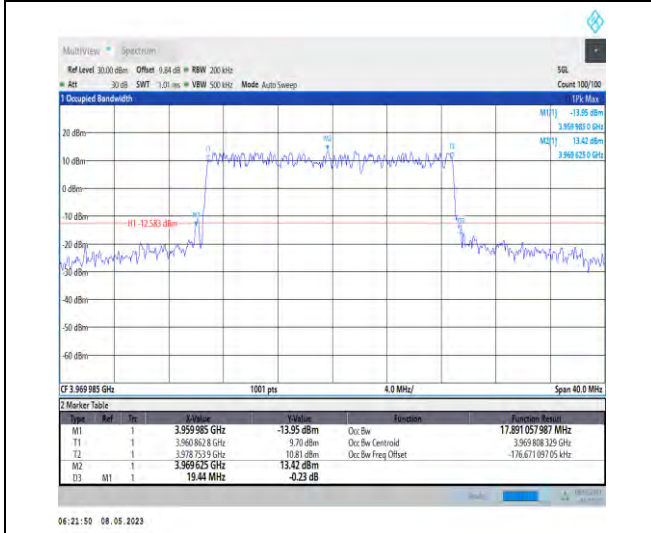 MultiView Spectrum
Ref Level 30.00 dBm Offset 9.84 dB RBW 200 kHz SGL
Att 30 dB SWT 1.01 ms VBW 500 kHz Mode Auto Sweep Count 100/100
1 Occupied Bandwidth 1Pk Max
M1[1] -13.95 dBm
3.959 985 0 GHz
M2[1] 13.42 dBm
3.969 625 0 GHz
20 dBm
M2
T1
T2
10 dBm
0 dBm
-10 dBm
M1
D3
H1 -12.583 dBm
-20 dBm
-30 dBm
-40 dBm
-50 dBm
-60 dBm
CF 3.969 985 GHz 1001 pts 4.0 MHz/ Span 40.0 MHz
2 Marker Table
Type Ref Trc X-Value Y-Value Function Function Result
M1 1 3.959 985 GHz -13.95 dBm Occ Bw 17.891 057 987 MHz
T1 1 3.960 862 8 GHz 9.70 dBm Occ Bw Centroid 3.969 808 329 GHz
T2 1 3.978 753 9 GHz 10.81 dBm Occ Bw Freq Offset -176.671 097 05 kHz
M2 1 3.969 625 GHz 13.42 dBm
D3 M1 1 19.44 MHz -0.23 dB
06:21:50 08.05.2023